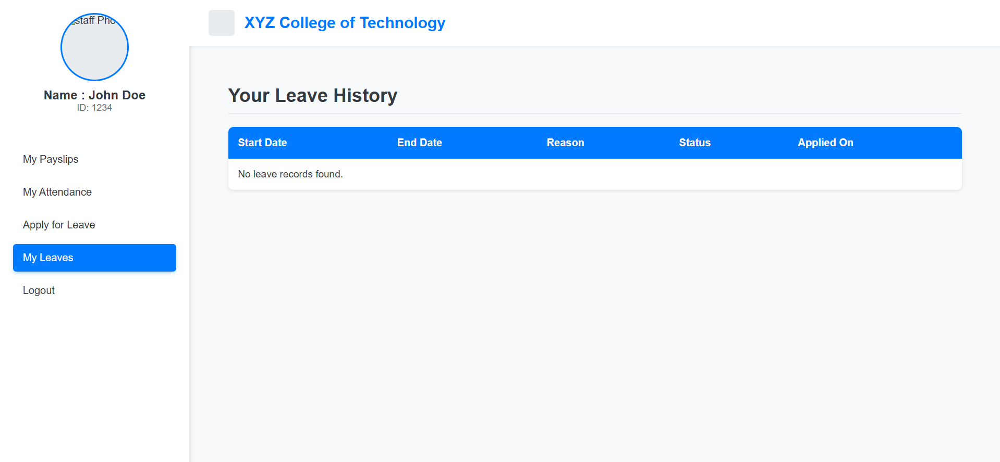 staff Pho
Name : John Doe
ID: 1234
My Payslips
My Attendance
Apply for Leave
My Leaves
Logout
XYZ College of Technology
Your Leave History
Start Date End Date Reason Status Applied On
No leave records found.